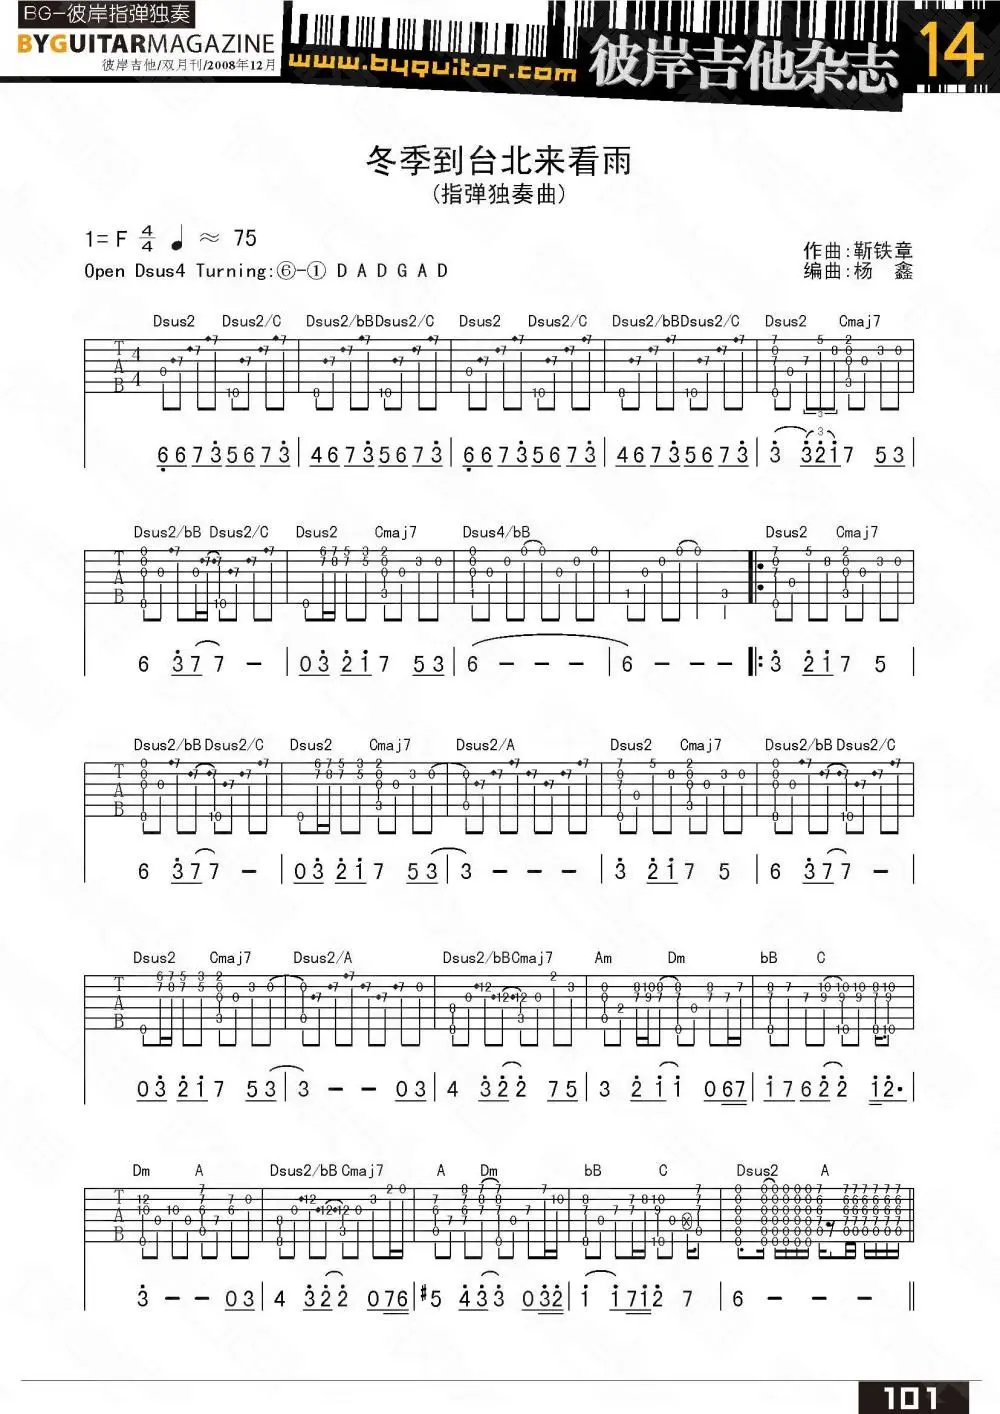 BG-彼岸指弹独奏
BYGUITARMAGAZINE
彼岸吉他/双月刊/2008年12月
www.byguitar.com
彼岸吉他杂志
14
冬季到台北来看雨
(指弹独奏曲)
1= F 4/4 ♩ ≈ 75
作曲:靳铁章
Open Dsus4 Turning:⑥-① D A D G A D
编曲:杨 鑫
Dsus2 Dsus2/C Dsus2/bB Dsus2/C Dsus2 Dsus2/C Dsus2/bB Dsus2/C Dsus2 Cmaj7
T A B 4 4
6 6 7 3 5 6 7 3 | 4 6 7 3 5 6 7 3 | 6 6 7 3 5 6 7 3 | 4 6 7 3 5 6 7 3 | 3 3 2 1 7 5 3
Dsus2/bB Dsus2/C Dsus2 Cmaj7 Dsus4/bB Dsus2 Cmaj7
T A B
6 3 7 7 - | 0 3 2 1 7 5 3 | 6 - - - | 6 - - - |: 3 2 1 7 5
Dsus2/bB Dsus2/C Dsus2 Cmaj7 Dsus2/A Dsus2 Cmaj7 Dsus2/bB Dsus2/C
T A B
6 3 7 7 - | 0 3 2 1 7 5 3 | 3 - - - | 3 2 1 7 5 | 6 3 7 7 -
Dsus2 Cmaj7 Dsus2/A Dsus2/bB Cmaj7 Am Dm bB C
T A B
0 3 2 1 7 5 3 | 3 - - 0 3 | 4 3 2 2 7 5 | 3 2 1 1 0 6 7 | 1 7 6 2 2 1 2·
Dm A Dsus2/bB Cmaj7 A Dm bB C Dsus2 A
T A B
3 - - 0 3 | 4 3 2 2 0 7 6 | #5 4 3 3 0 3 2 | 1 1 7 1 2 7 | 6 - - - ||
101